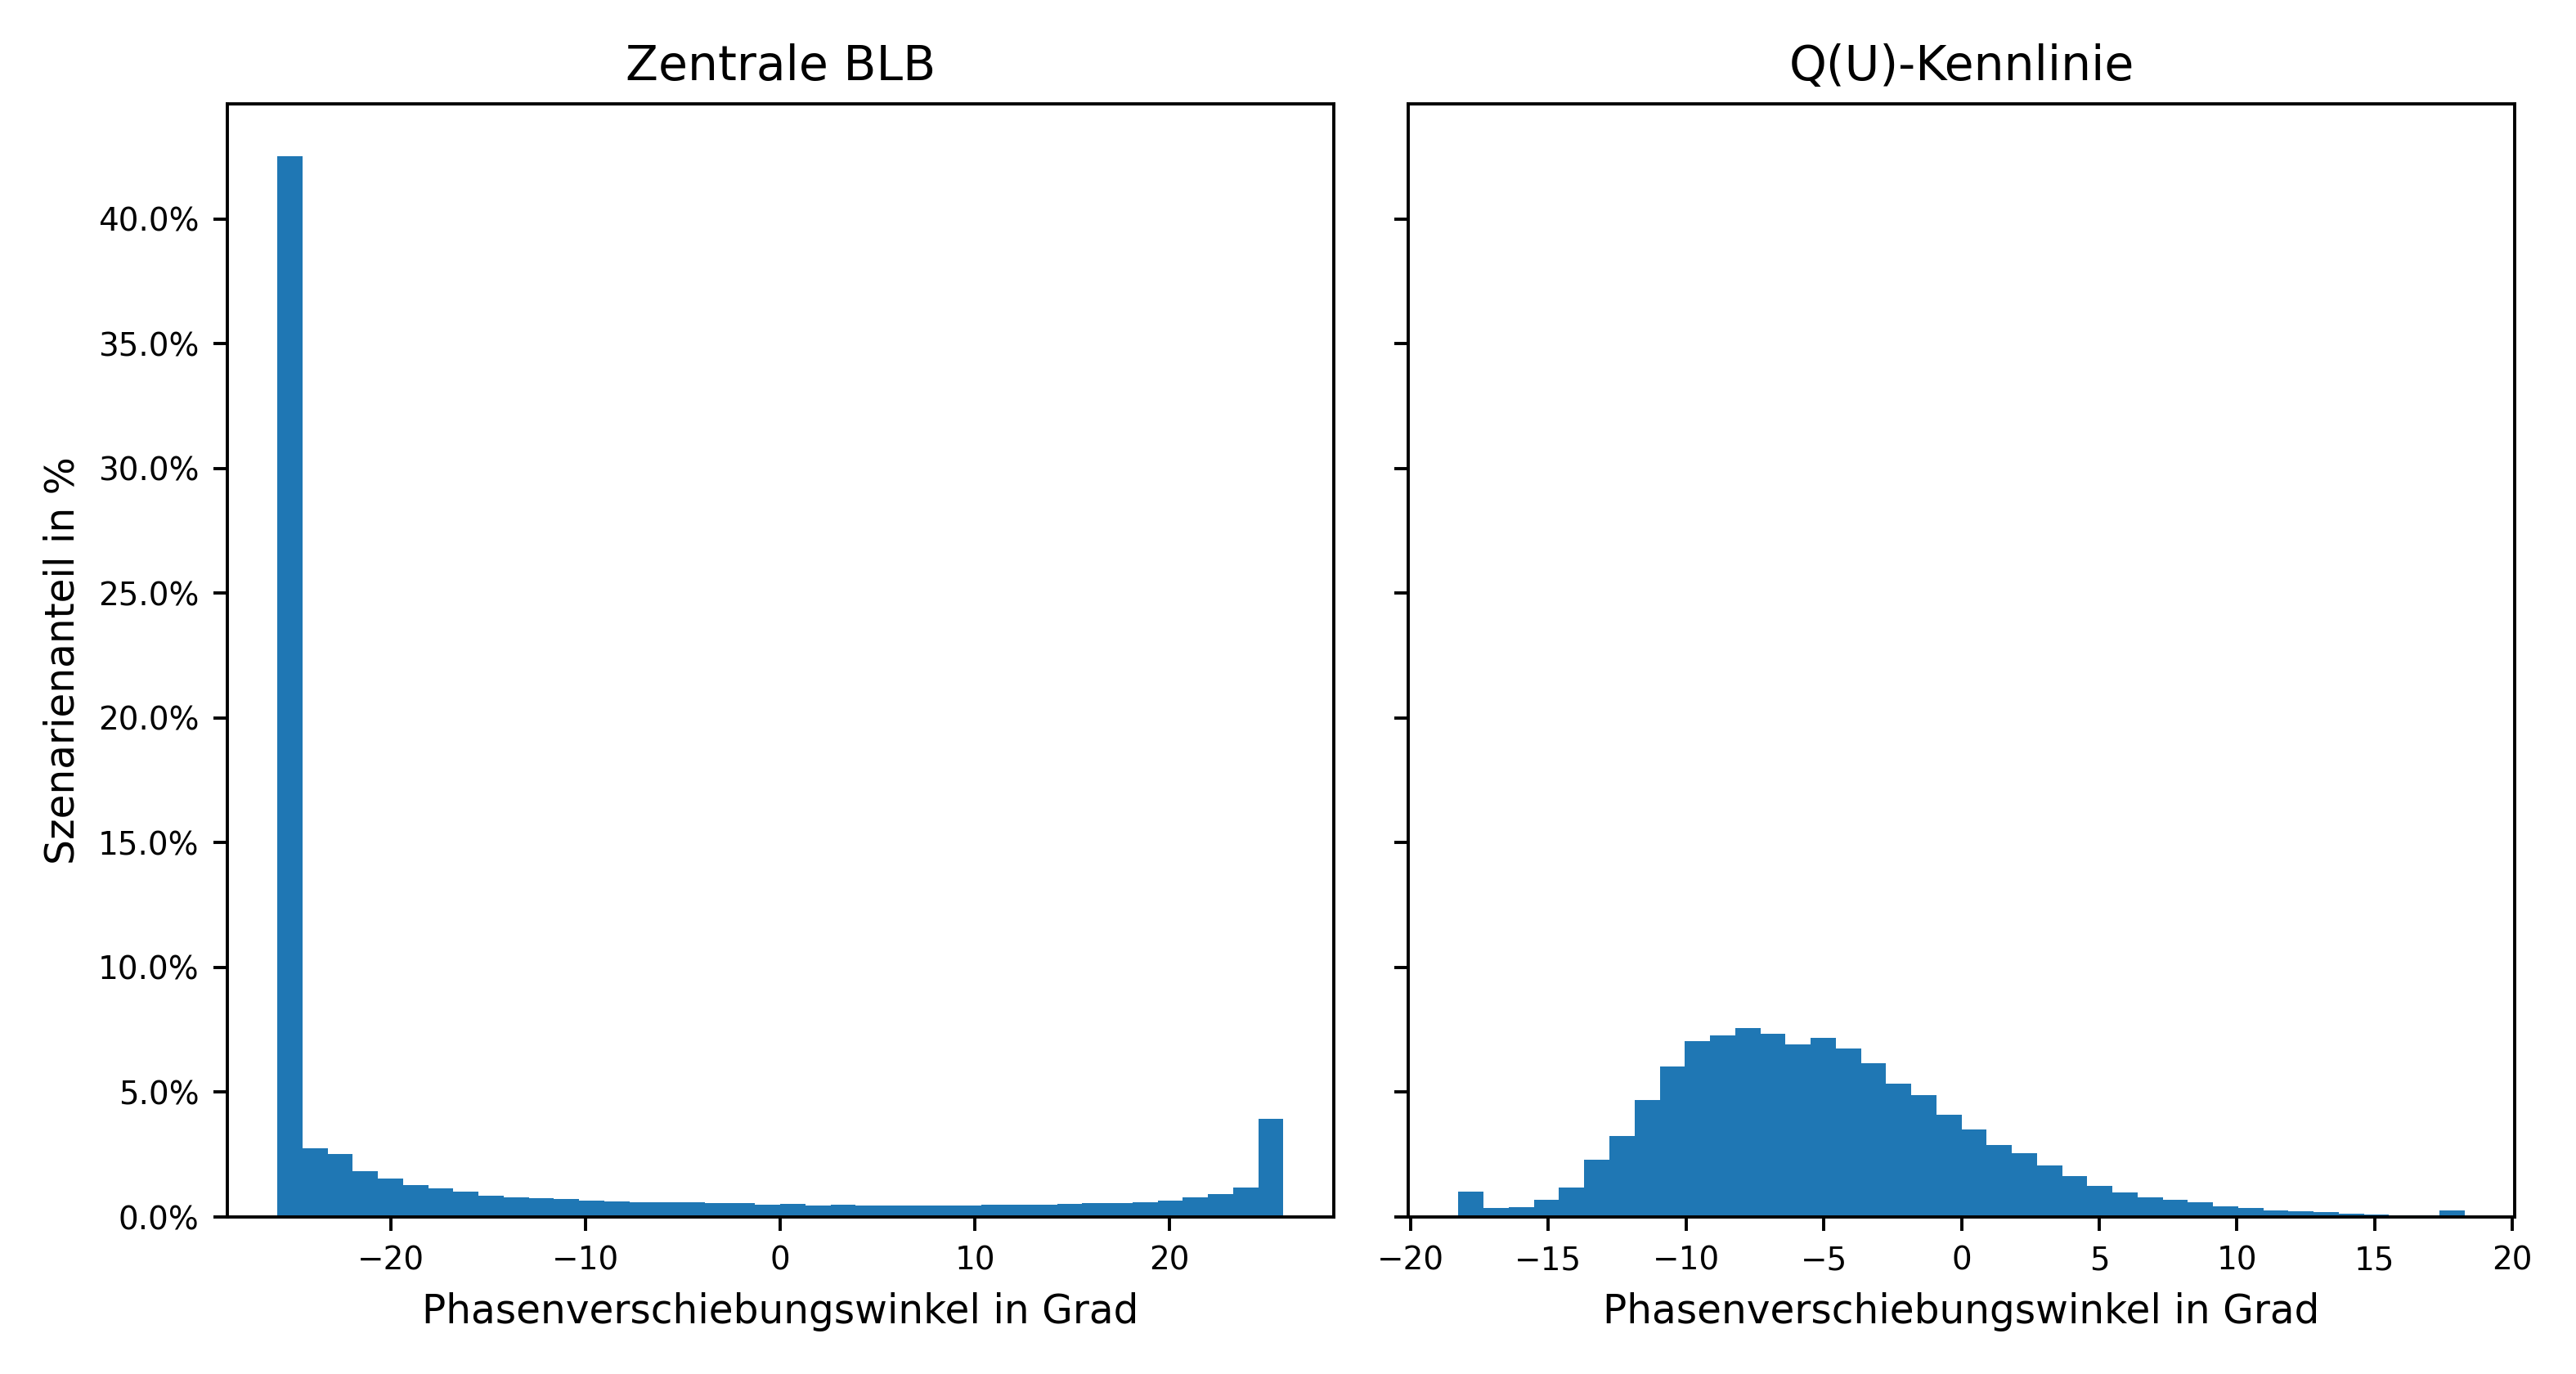 Zentrale BLB
Q(U)-Kennlinie
Szenarienanteil in %
40.0%
35.0%
30.0%
25.0%
20.0%
15.0%
10.0%
5.0%
0.0%
−20 −10 0 10 20
−20 −15 −10 −5 0 5 10 15 20
Phasenverschiebungswinkel in Grad
Phasenverschiebungswinkel in Grad